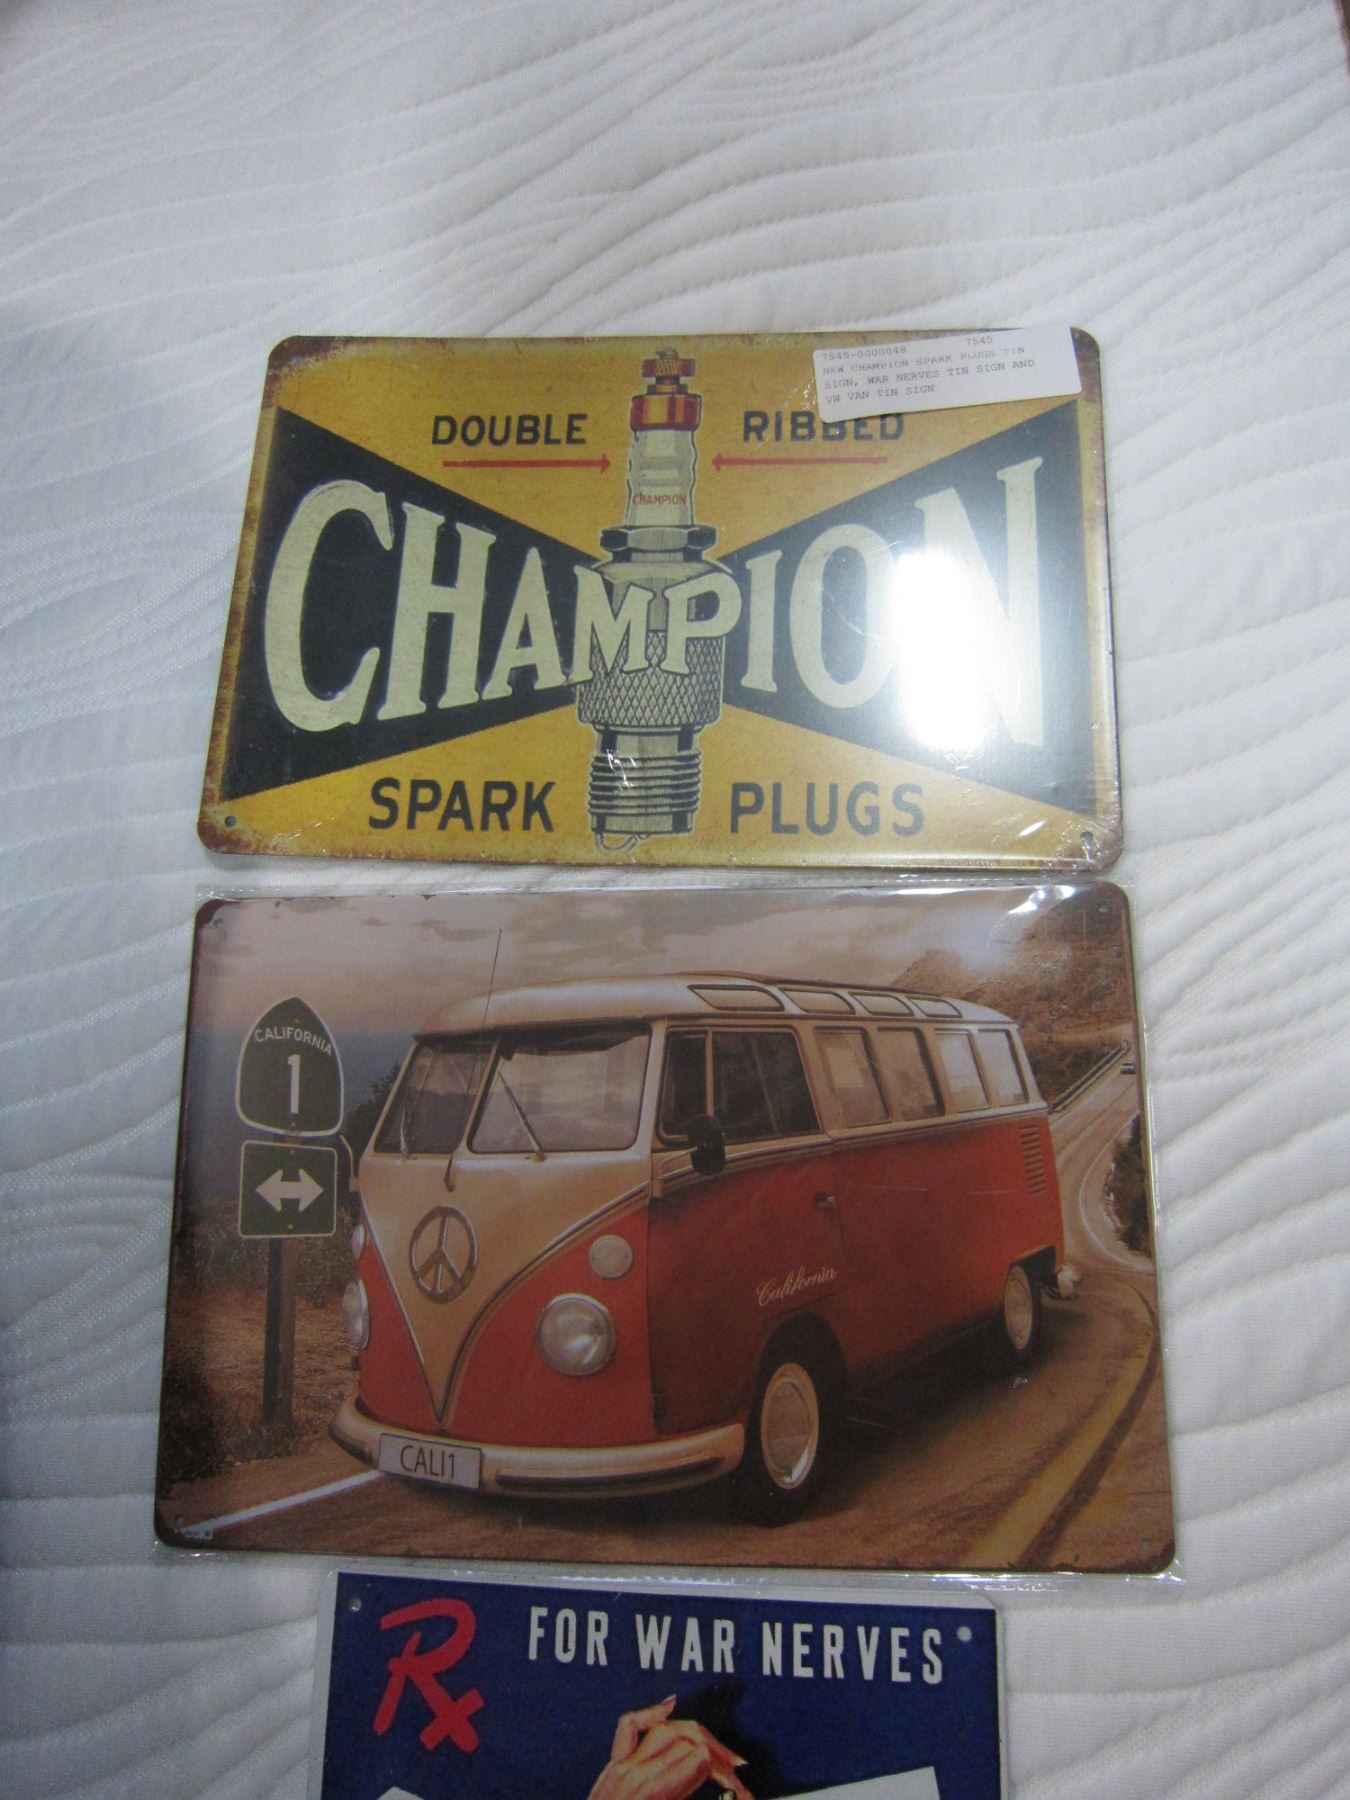 7545-0000048 7545
NEW CHAMPION SPARK PLUGS TIN
SIGN, WAR NERVES TIN SIGN AND
VW VAN TIN SIGN
DOUBLE RIBBED
CHAMPION
CHAMPION
SPARK PLUGS
CALIFORNIA
1
California
CALI1
Rx FOR WAR NERVES